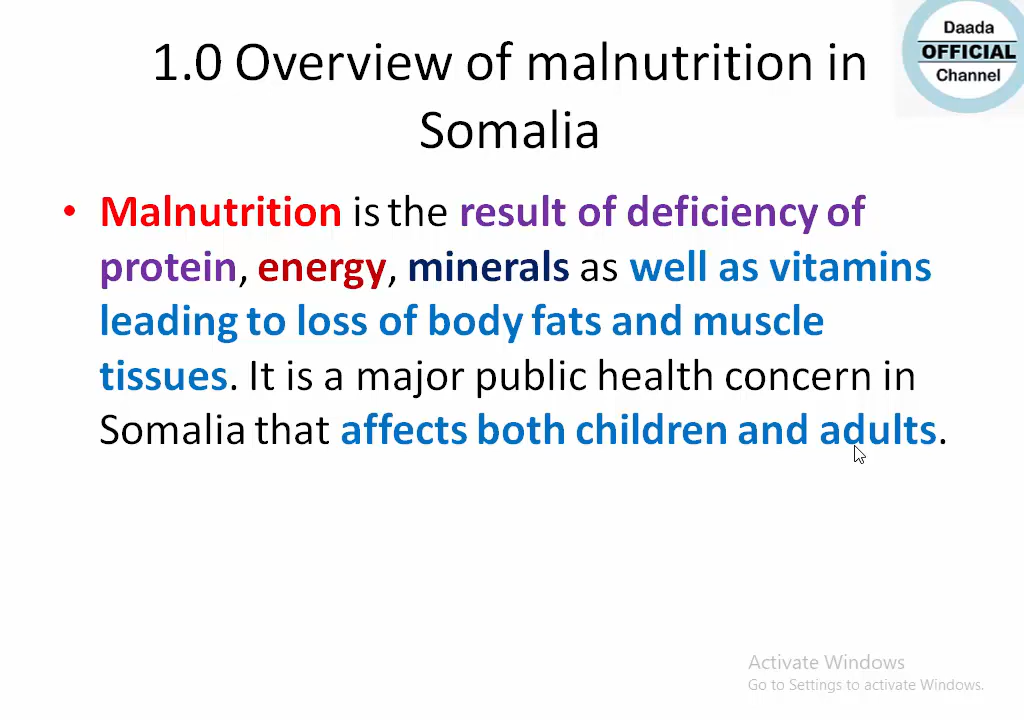 1.0 Overview of malnutrition in
Somalia
Daada
OFFICIAL
Channel
• Malnutrition is the result of deficiency of
protein, energy, minerals as well as vitamins
leading to loss of body fats and muscle
tissues. It is a major public health concern in
Somalia that affects both children and adults.
Activate Windows
Go to Settings to activate Windows.